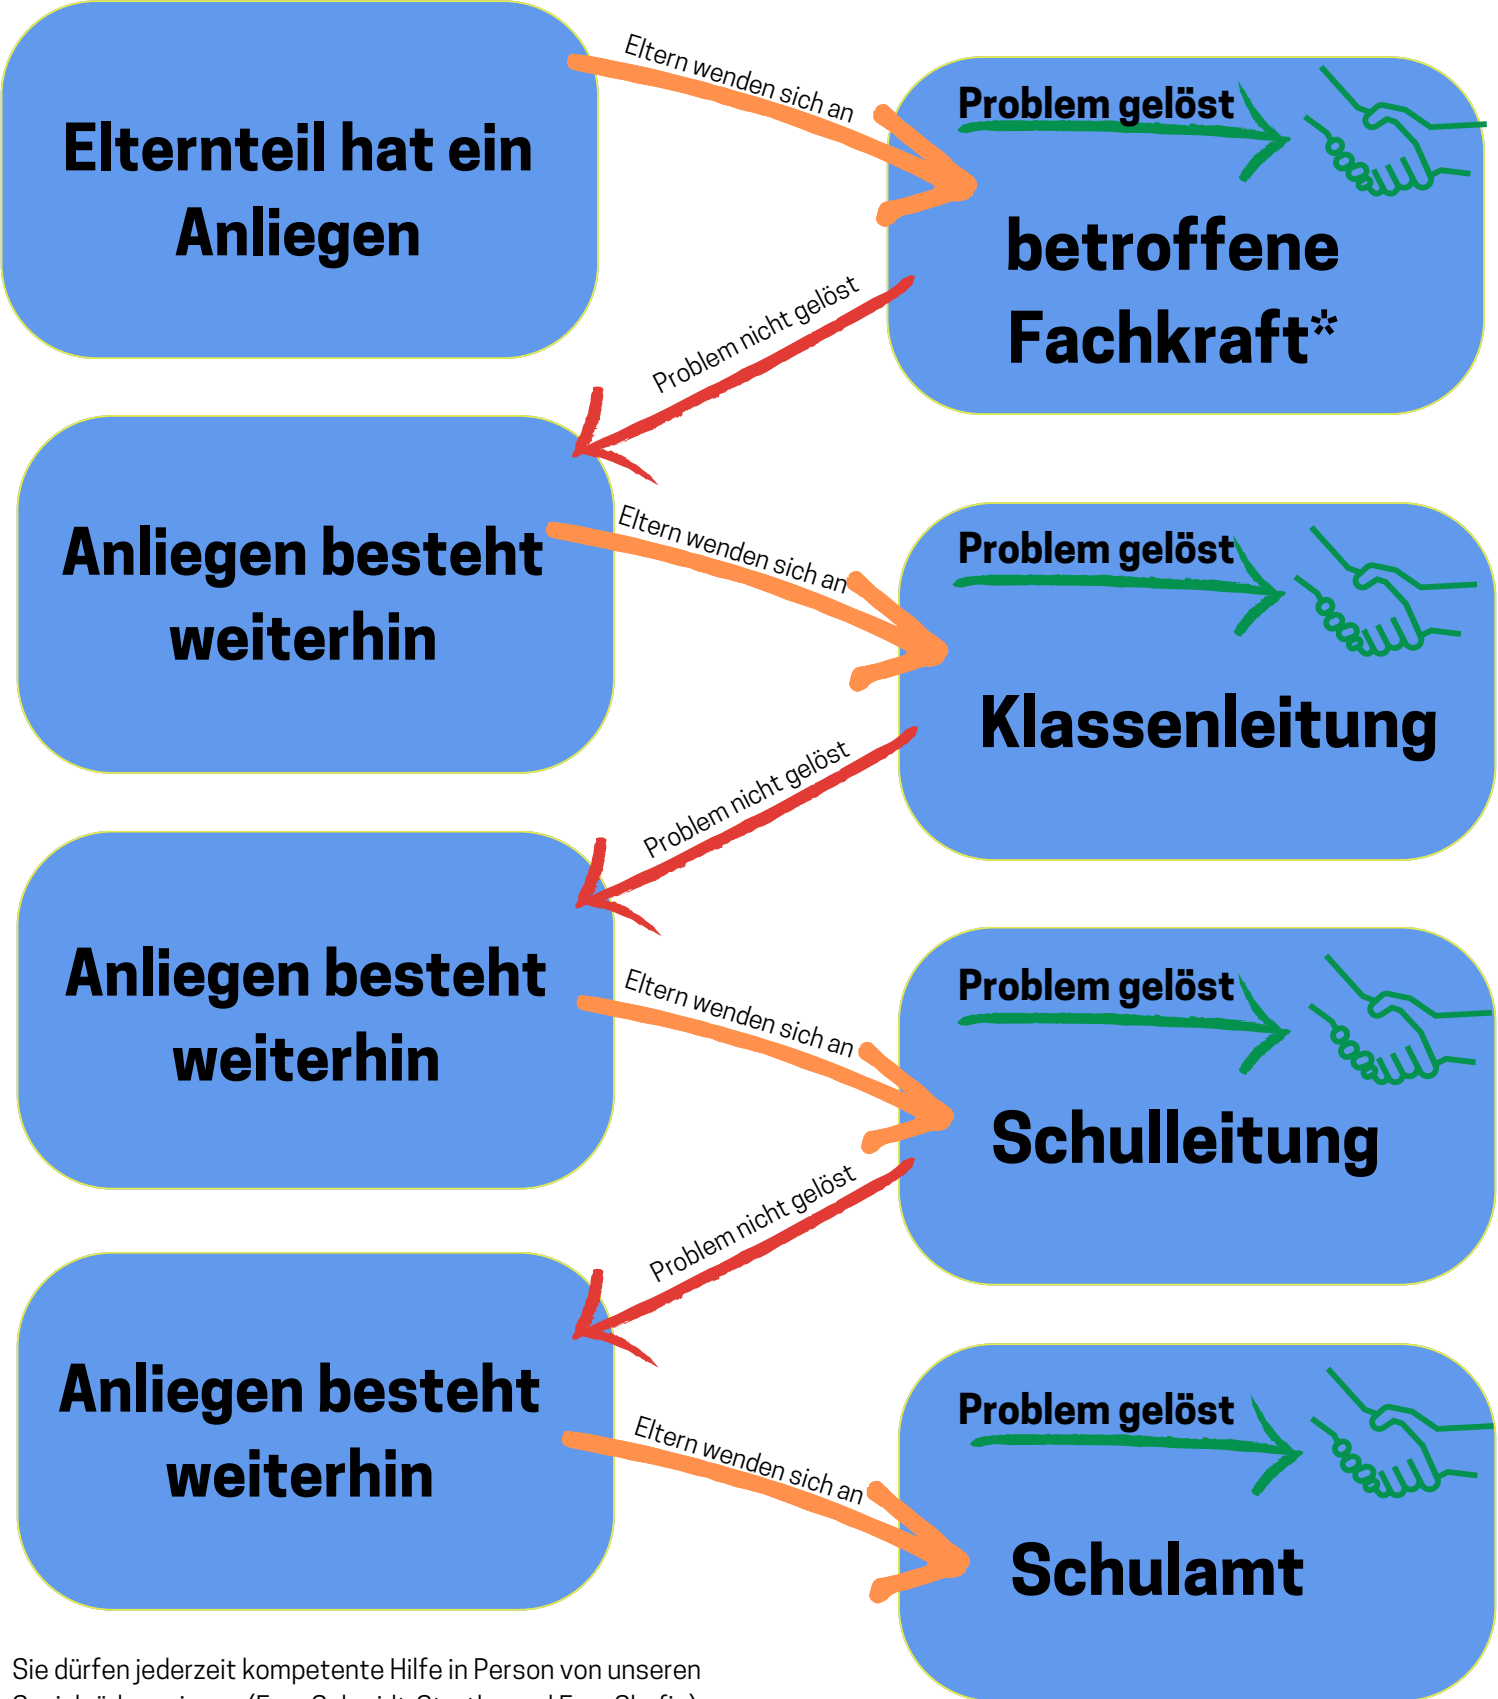 Elternteil hat ein
Anliegen
Eltern wenden sich an
Problem gelöst
betroffene
Fachkraft*
Problem nicht gelöst
Anliegen besteht
weiterhin
Eltern wenden sich an
Problem gelöst
Klassenleitung
Problem nicht gelöst
Anliegen besteht
weiterhin
Eltern wenden sich an
Problem gelöst
Schulleitung
Problem nicht gelöst
Anliegen besteht
weiterhin
Eltern wenden sich an
Problem gelöst
Schulamt
Sie dürfen jederzeit kompetente Hilfe in Person von unseren